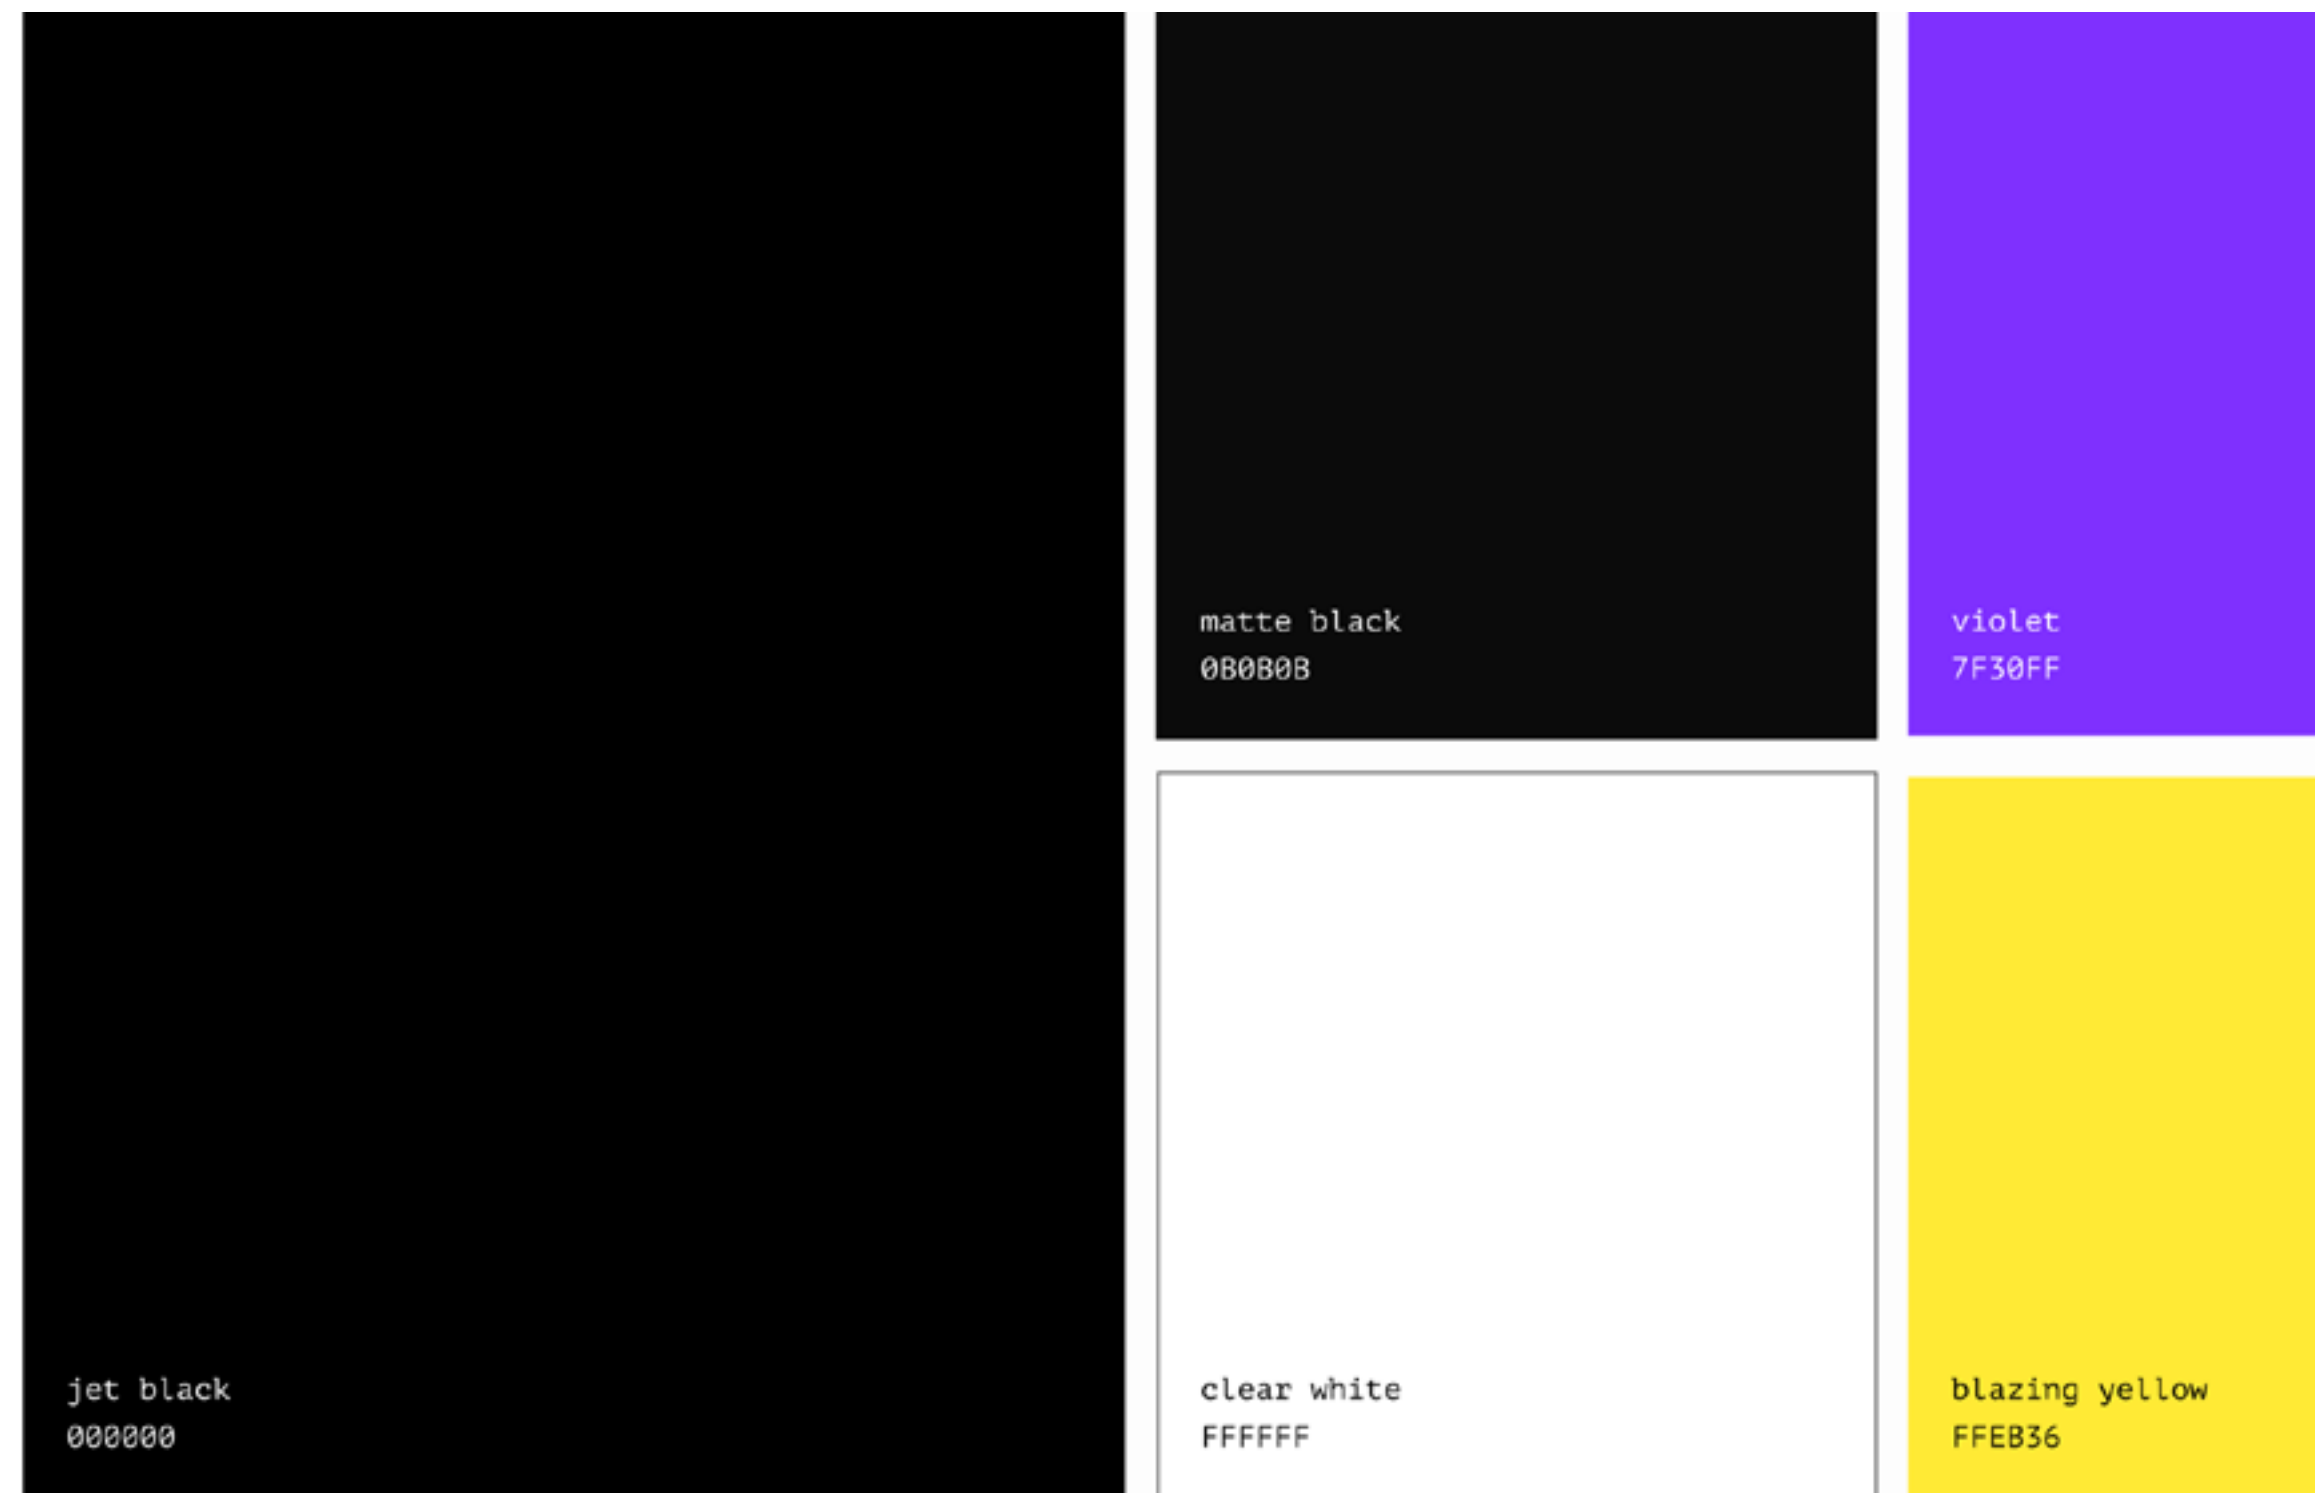 matte black
0B0B0B
violet
7F30FF
jet black
000000
clear white
FFFFFF
blazing yellow
FFEB36